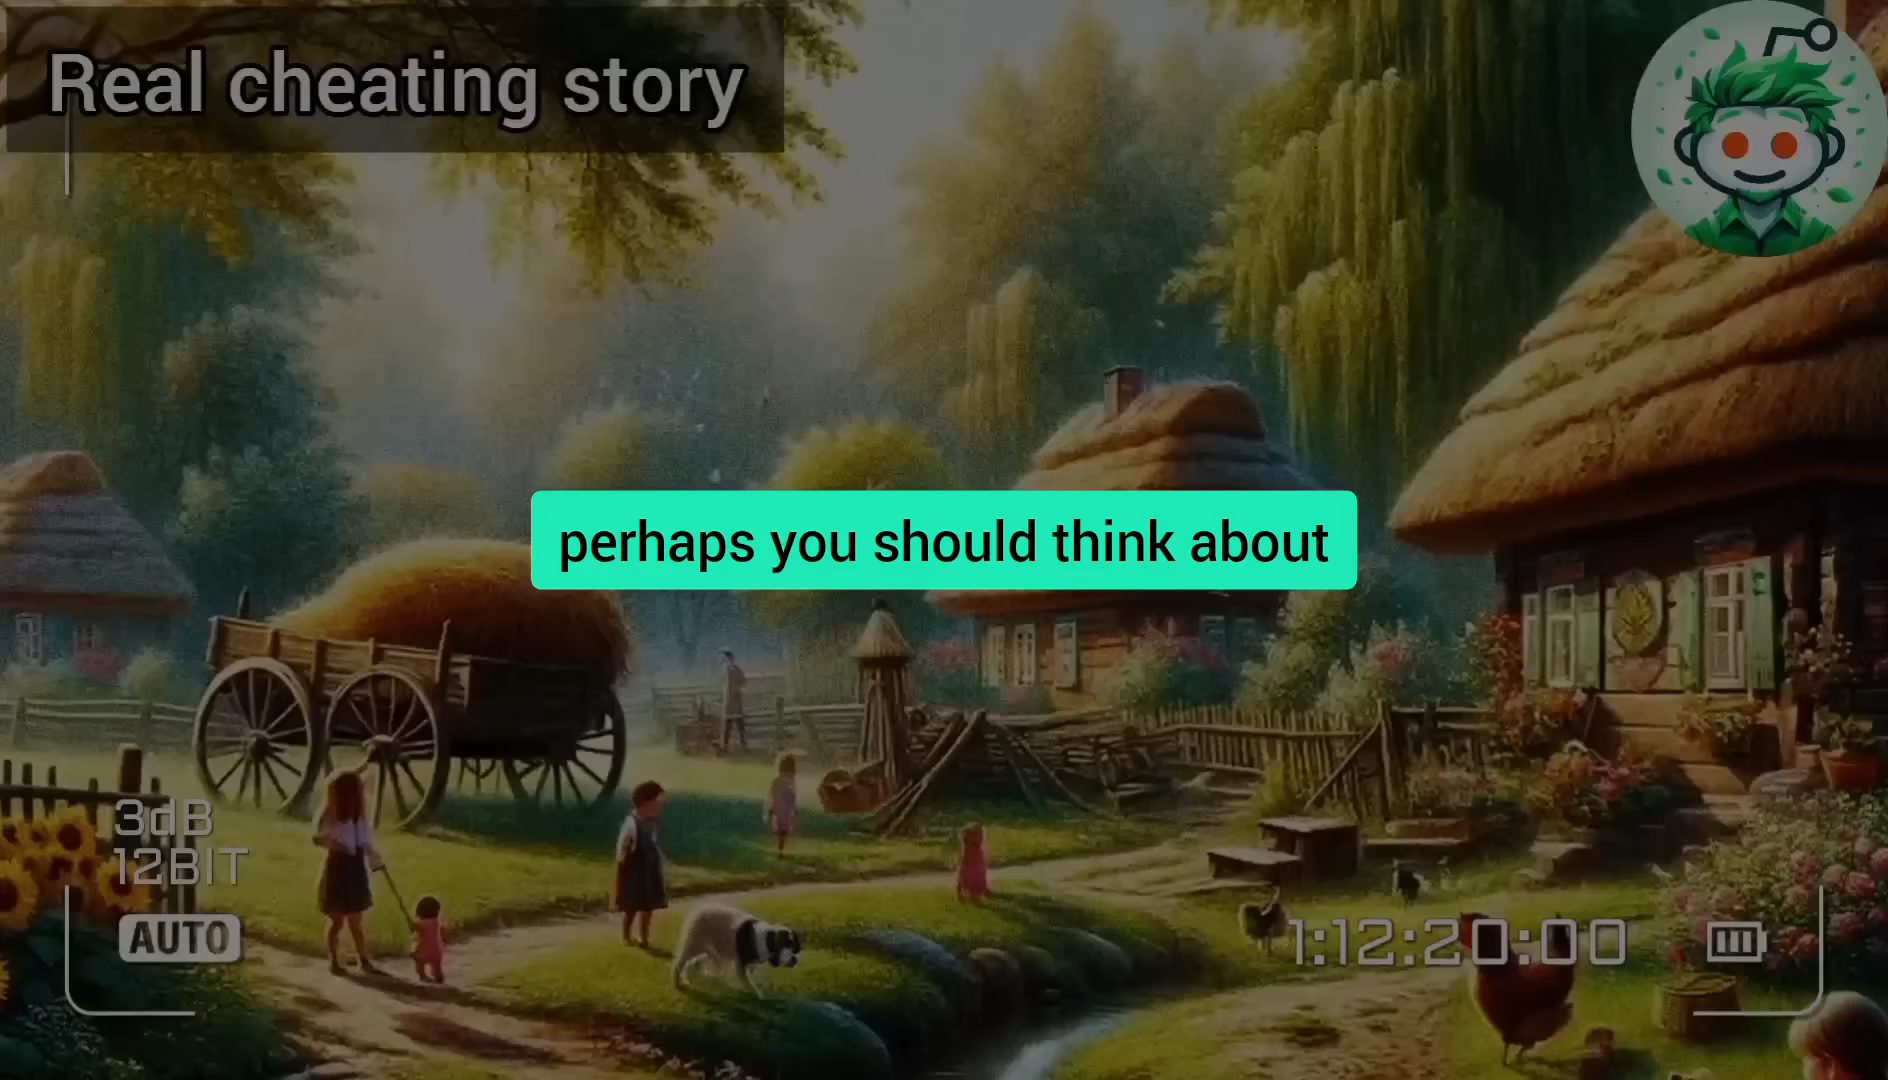 Real cheating story
perhaps you should think about
3dB
12BIT
AUTO
1:12:20:00